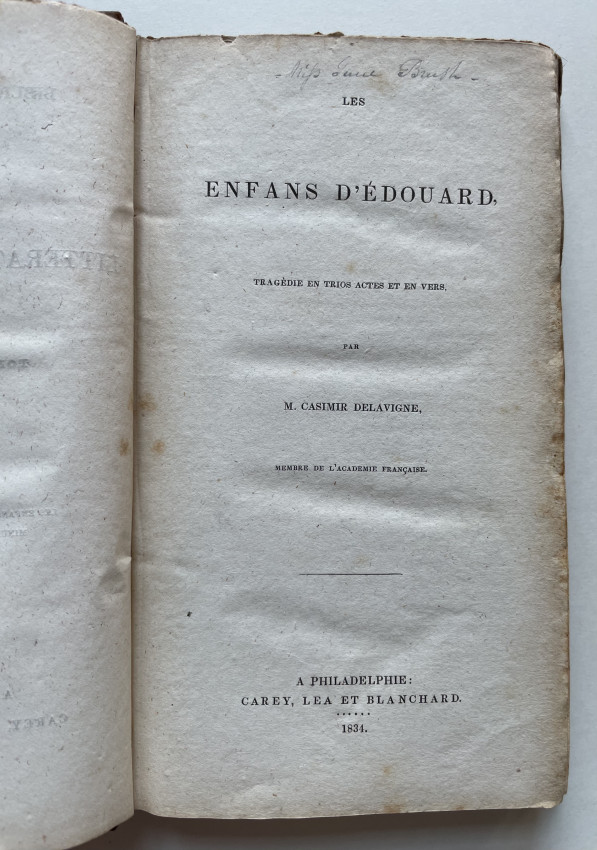 - Miss
LES
ENFANS D'ÉDOUARD,
TRAGÉDIE EN TRIOS ACTES ET EN VERS,
PAR
M. CASIMIR DELAVIGNE,
MEMBRE DE L'ACADEMIE FRANÇAISE.
A PHILADELPHIE:
CAREY, LEA ET BLANCHARD.
......
1834.